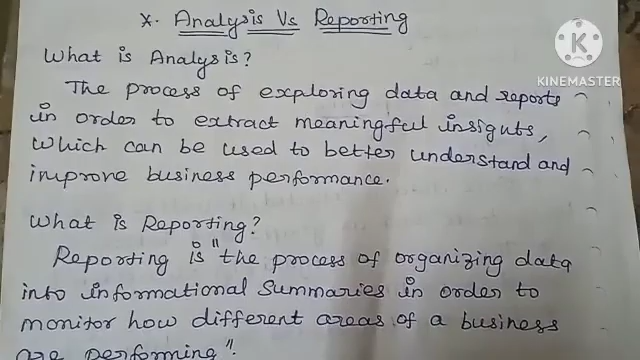 *. Analysis Vs Reporting
What is Analysis?
KINEMASTER
The process of exploring data and reports
in order to extract meaningful insiguts,
which can be used to better understand and
improve business performance.
What is Reporting?
Reporting is "the process of organizing data
into informational summaries in order to
monitor how different areas of a business
are performing".